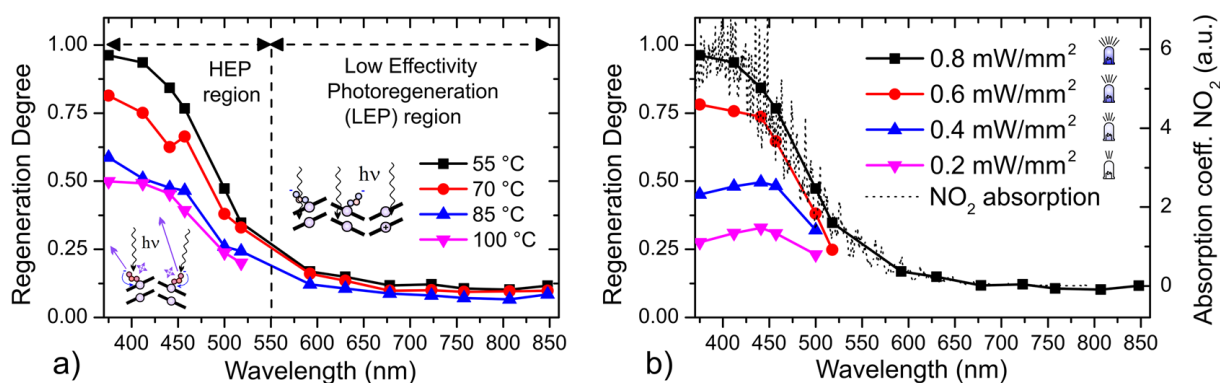 1.00
0.75
0.50
0.25
0.00
Regeneration Degree
HEP
region
Low Effectivity
Photoregeneration
(LEP) region
hν
hν
55 °C
70 °C
85 °C
100 °C
400 450 500 550 600 650 700 750 800 850
Wavelength (nm)
a)
1.00
0.75
0.50
0.25
0.00
Regeneration Degree
0.8 mW/mm²
0.6 mW/mm²
0.4 mW/mm²
0.2 mW/mm²
NO₂ absorption
6
4
2
0
Absorption coeff. NO₂ (a.u.)
400 450 500 550 600 650 700 750 800 850
Wavelength (nm)
b)